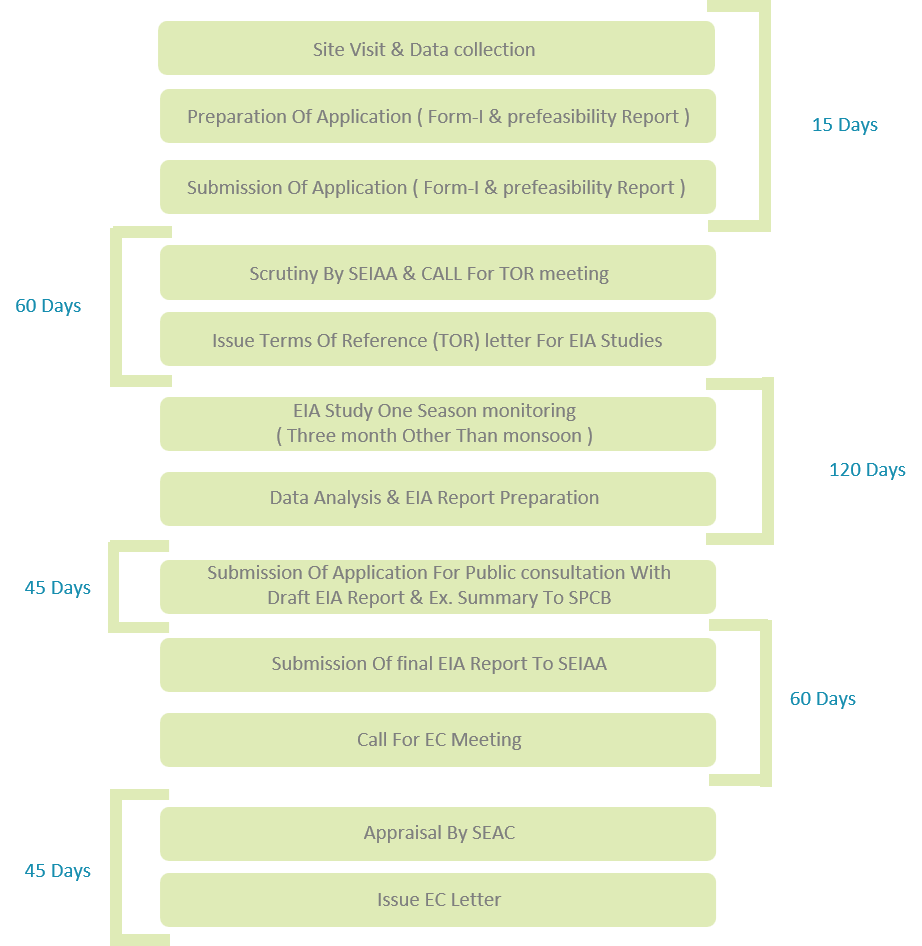 Site Visit & Data collection
Preparation Of Application ( Form-I & prefeasibility Report )
15 Days
Submission Of Application ( Form-I & prefeasibility Report )
Scrutiny By SEIAA & CALL For TOR meeting
60 Days
Issue Terms Of Reference (TOR) letter For EIA Studies
EIA Study One Season monitoring
( Three month Other Than monsoon )
120 Days
Data Analysis & EIA Report Preparation
45 Days
Submission Of Application For Public consultation With
Draft EIA Report & Ex. Summary To SPCB
Submission Of final EIA Report To SEIAA
60 Days
Call For EC Meeting
Appraisal By SEAC
45 Days
Issue EC Letter